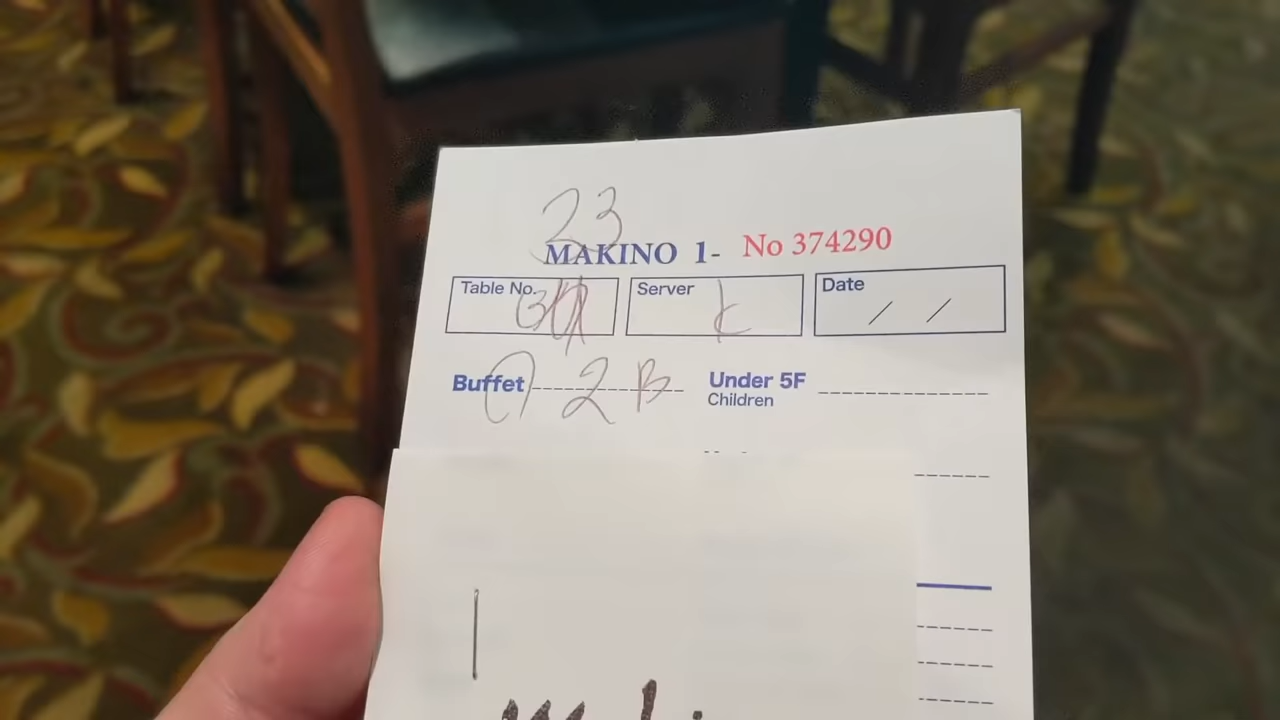 23
MAKINO 1- No 374290
Table No. Server Date
/ /
Buffet 2 B Under 5F
Children